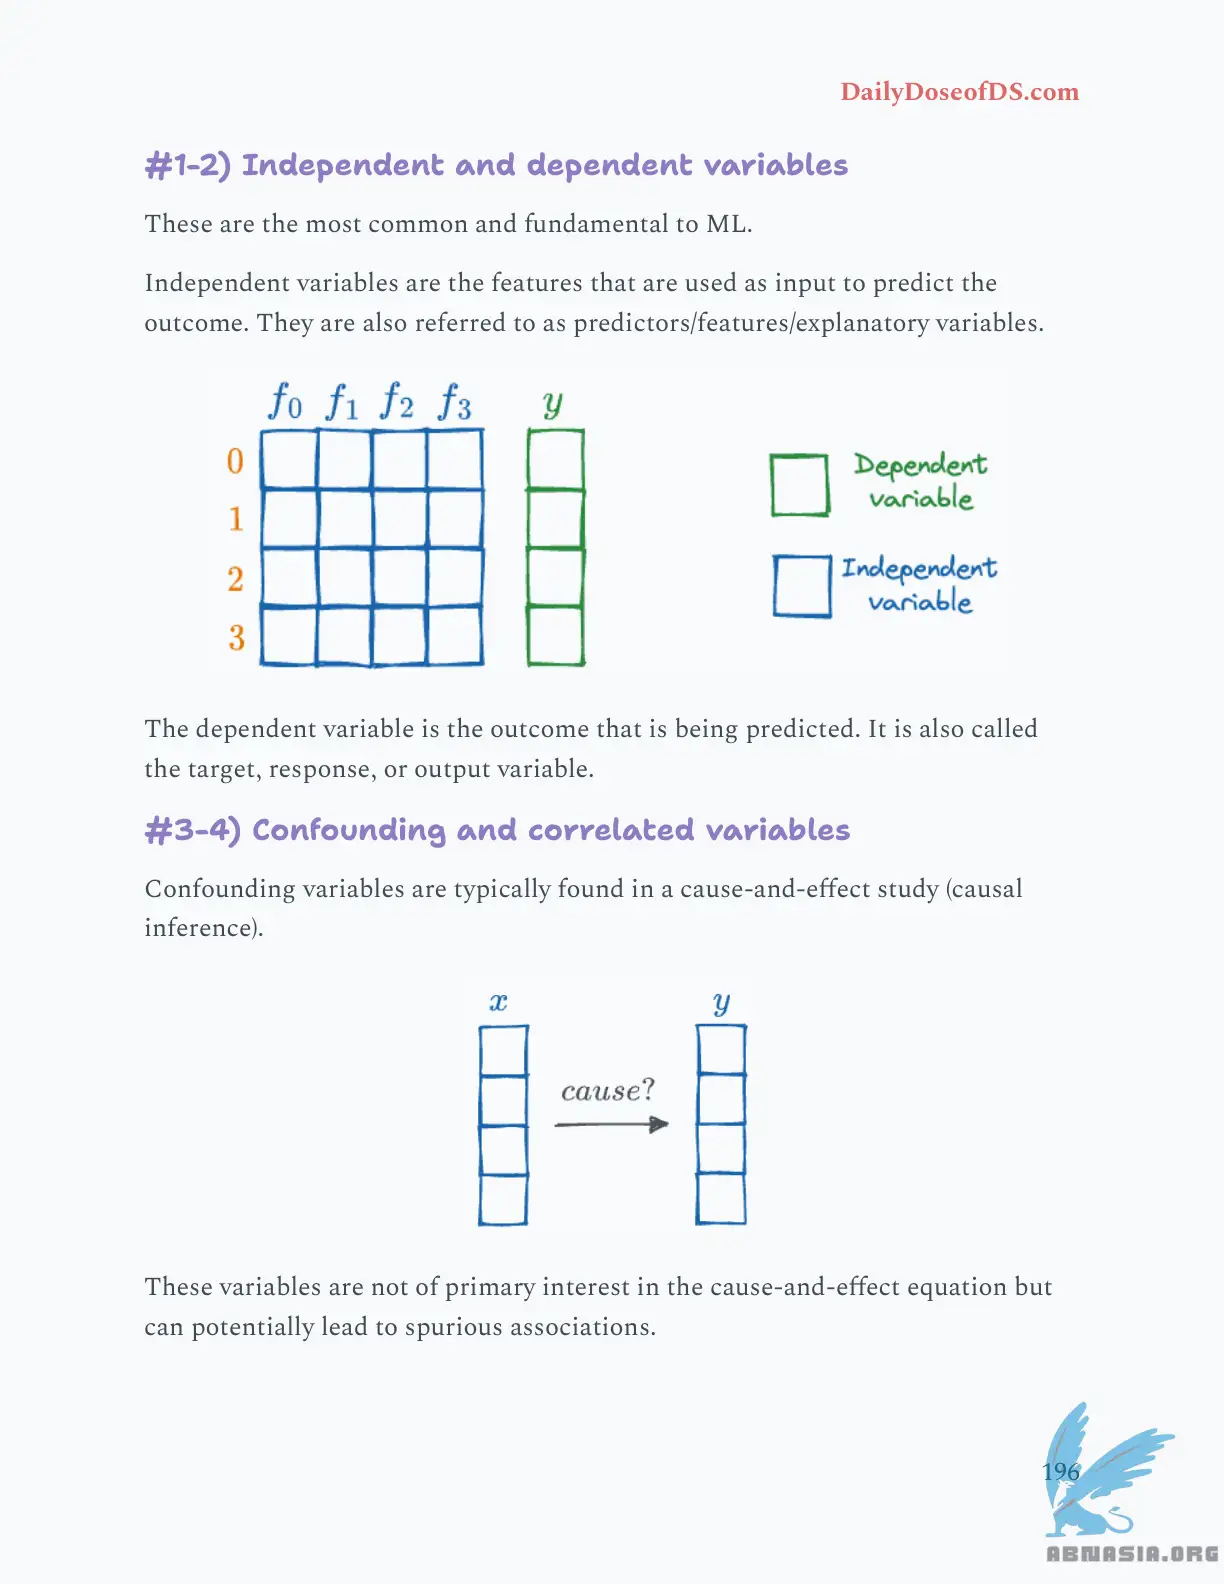 DailyDoseofDS.com
#1-2) Independent and dependent variables
These are the most common and fundamental to ML.
Independent variables are the features that are used as input to predict the
outcome. They are also referred to as predictors/features/explanatory variables.
f0 f1 f2 f3 y
0
1
2
3
Dependent
variable
Independent
variable
The dependent variable is the outcome that is being predicted. It is also called
the target, response, or output variable.
#3-4) Confounding and correlated variables
Confounding variables are typically found in a cause-and-effect study (causal
inference).
x y
cause?
These variables are not of primary interest in the cause-and-effect equation but
can potentially lead to spurious associations.
196
ABNASIA.ORG